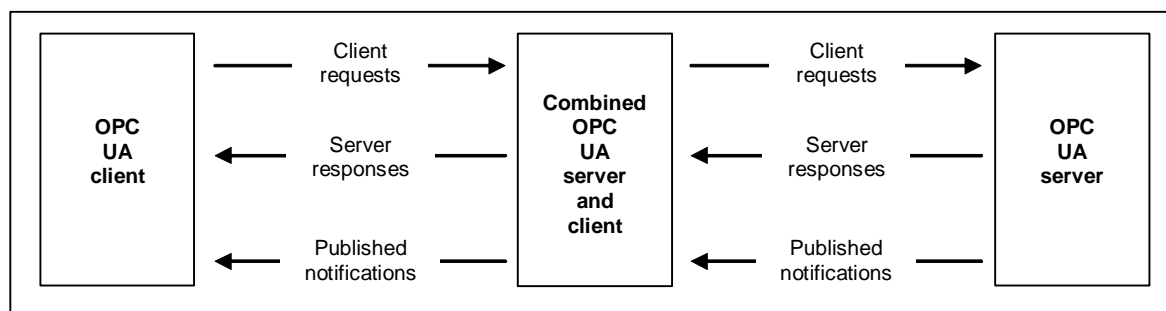 OPC
UA
client
Client
requests
Server
responses
Published
notifications
Combined
OPC
UA
server
and
client
Client
requests
Server
responses
Published
notifications
OPC
UA
server